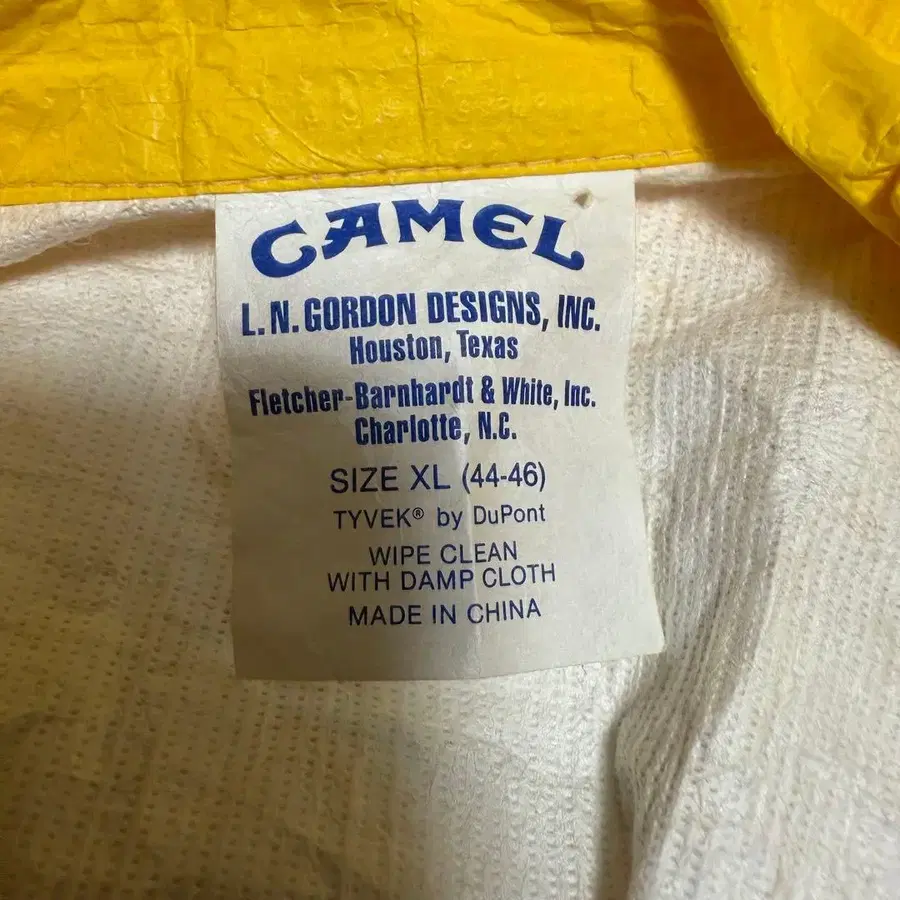 CAMEL
L.N. GORDON DESIGNS, INC.
Houston, Texas
Fletcher-Barnhardt & White, Inc.
Charlotte, N.C.
SIZE XL (44-46)
TYVEK® by DuPont
WIPE CLEAN
WITH DAMP CLOTH
MADE IN CHINA